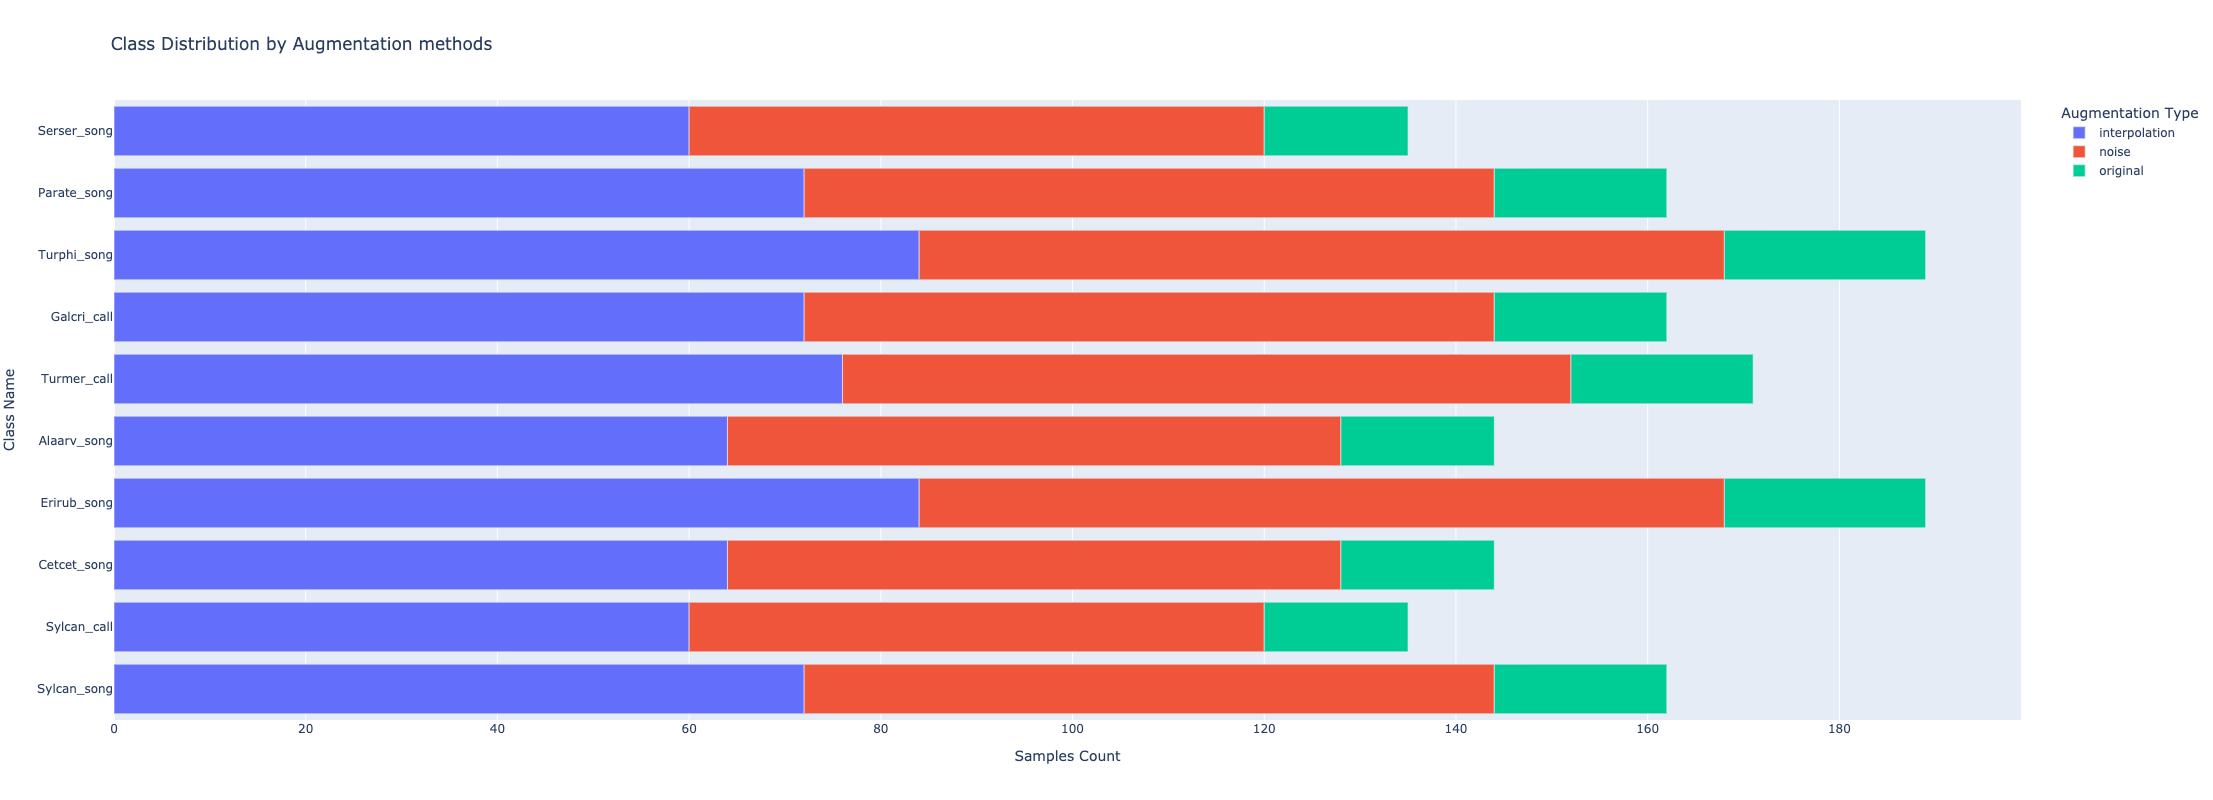 Class Distribution by Augmentation methods
Augmentation Type
interpolation
noise
original
Class Name
Serser_song
Parate_song
Turphi_song
Galcri_call
Turmer_call
Alaarv_song
Erirub_song
Cetcet_song
Sylcan_call
Sylcan_song
0 20 40 60 80 100 120 140 160 180
Samples Count